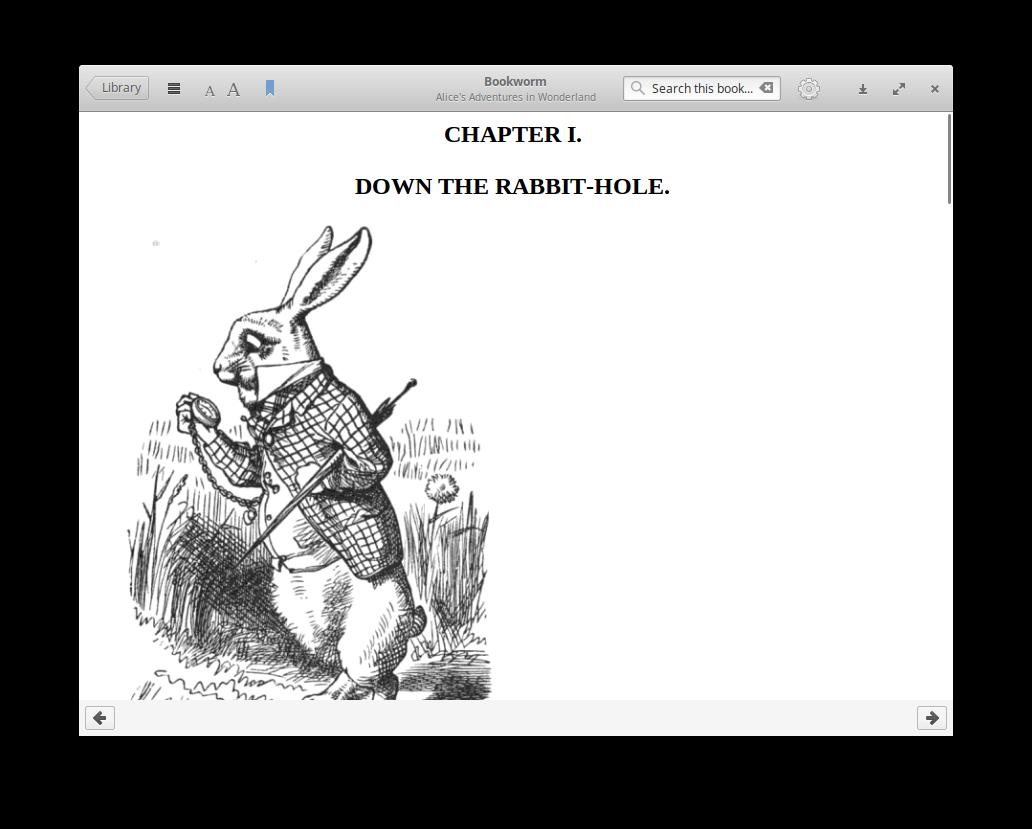 Library
A A
Bookworm
Alice's Adventures in Wonderland
Search this book...
CHAPTER I.
DOWN THE RABBIT-HOLE.